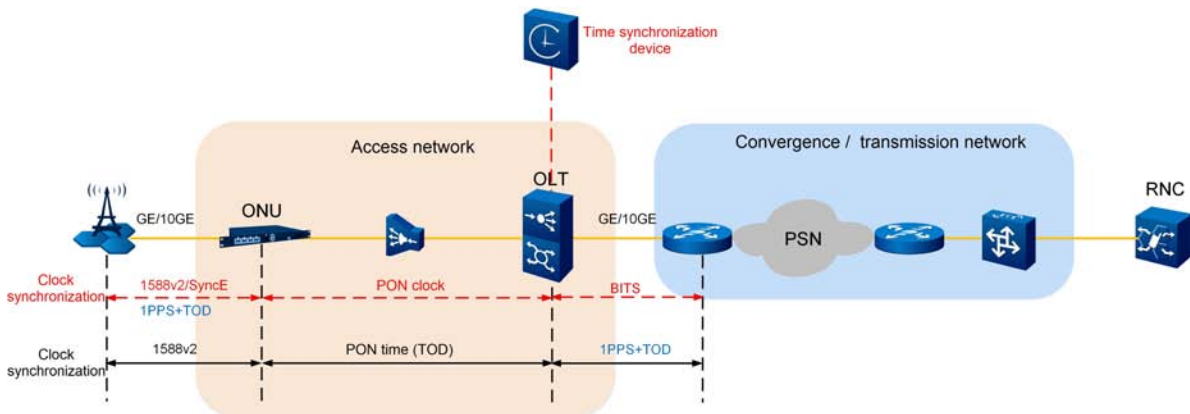 Time synchronization
device
Access network
Convergence / transmission network
OLT
RNC
GE/10GE
ONU
GE/10GE
PSN
Clock
synchronization
1588v2/SyncE
PON clock
BITS
1PPS+TOD
Clock
synchronization
1588v2
PON time (TOD)
1PPS+TOD